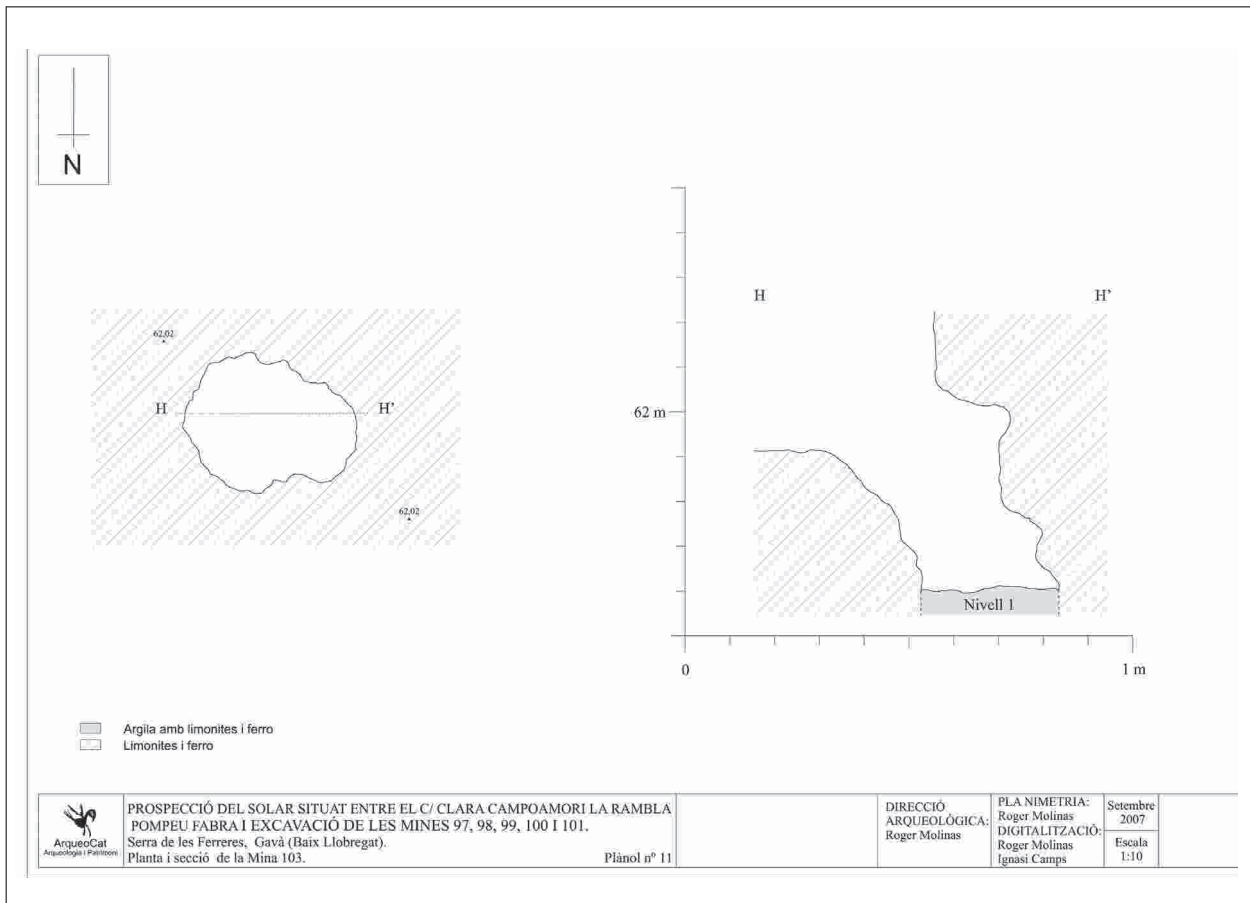 N
62,02
H H'
62,02
H H'
62 m
Nivell 1
0 1 m
Argila amb limonites i ferro
Limonites i ferro
ArqueoCat
Arqueologia i Patrimoni
PROSPECCIÓ DEL SOLAR SITUAT ENTRE EL C/ CLARA CAMPOAMORI LA RAMBLA
POMPEU FABRA I EXCAVACIÓ DE LES MINES 97, 98, 99, 100 I 101.
Serra de les Ferreres, Gavà (Baix Llobregat).
Planta i secció de la Mina 103. Plànol nº 11
DIRECCIÓ
ARQUEOLÒGICA:
Roger Molinas
PLA NIMETRIA:
Roger Molinas
DIGITALITZACIÓ:
Roger Molinas
Ignasi Camps
Setembre
2007
Escala
1:10